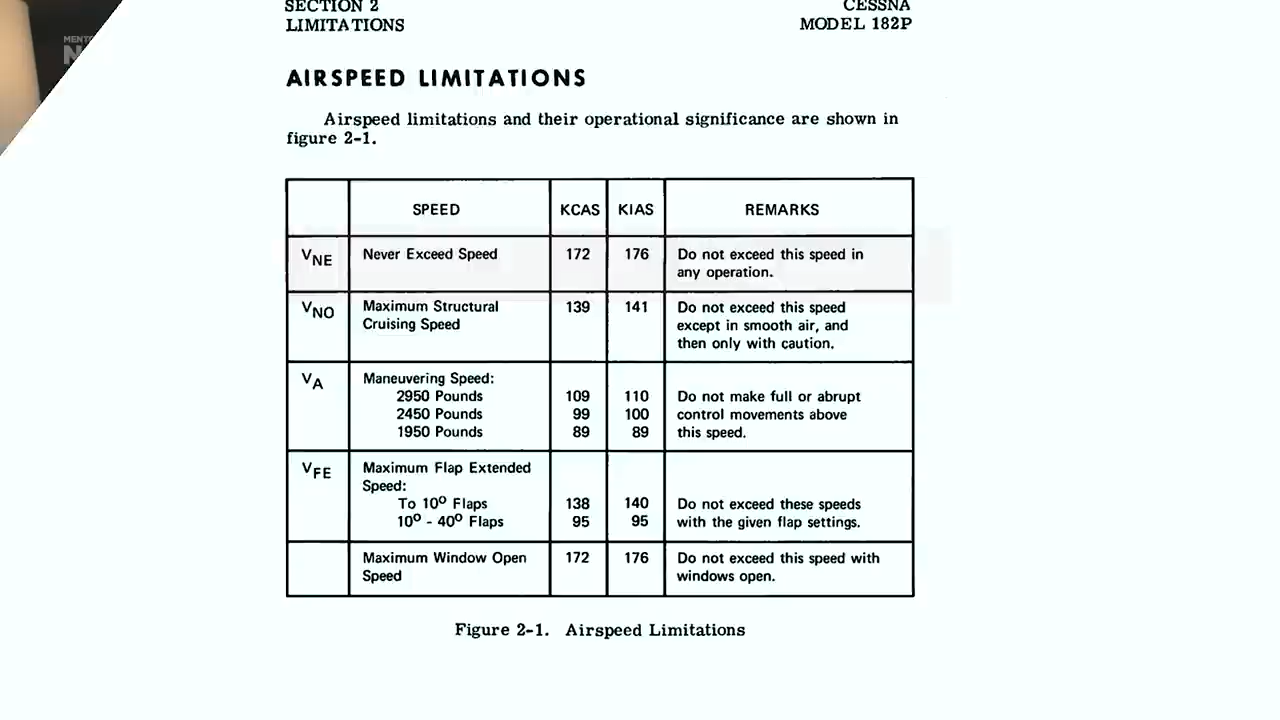 SECTION 2
LIMITATIONS
CESSNA
MODEL 182P
AIRSPEED LIMITATIONS
Airspeed limitations and their operational significance are shown in
figure 2-1.
SPEED KCAS KIAS REMARKS
VNE Never Exceed Speed 172 176 Do not exceed this speed in
any operation.
VNO Maximum Structural 139 141 Do not exceed this speed
Cruising Speed except in smooth air, and
then only with caution.
VA Maneuvering Speed:
2950 Pounds 109 110 Do not make full or abrupt
2450 Pounds 99 100 control movements above
1950 Pounds 89 89 this speed.
VFE Maximum Flap Extended
Speed:
To 10° Flaps 138 140 Do not exceed these speeds
10° - 40° Flaps 95 95 with the given flap settings.
Maximum Window Open 172 176 Do not exceed this speed with
Speed windows open.
Figure 2-1. Airspeed Limitations